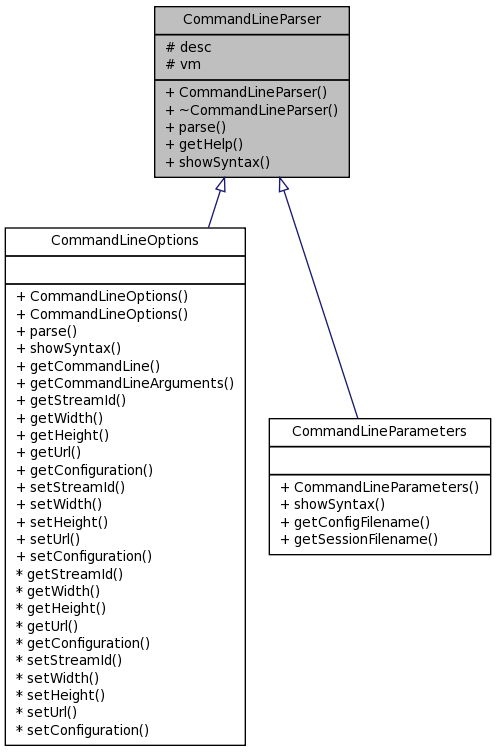 CommandLineParser
# desc
# vm
+ CommandLineParser()
+ ~CommandLineParser()
+ parse()
+ getHelp()
+ showSyntax()
CommandLineOptions
+ CommandLineOptions()
+ CommandLineOptions()
+ parse()
+ showSyntax()
+ getCommandLine()
+ getCommandLineArguments()
+ getStreamId()
+ getWidth()
+ getHeight()
+ getUrl()
+ getConfiguration()
+ setStreamId()
+ setWidth()
+ setHeight()
+ setUrl()
+ setConfiguration()
* getStreamId()
* getWidth()
* getHeight()
* getUrl()
* getConfiguration()
* setStreamId()
* setWidth()
* setHeight()
* setUrl()
* setConfiguration()
CommandLineParameters
+ CommandLineParameters()
+ showSyntax()
+ getConfigFilename()
+ getSessionFilename()